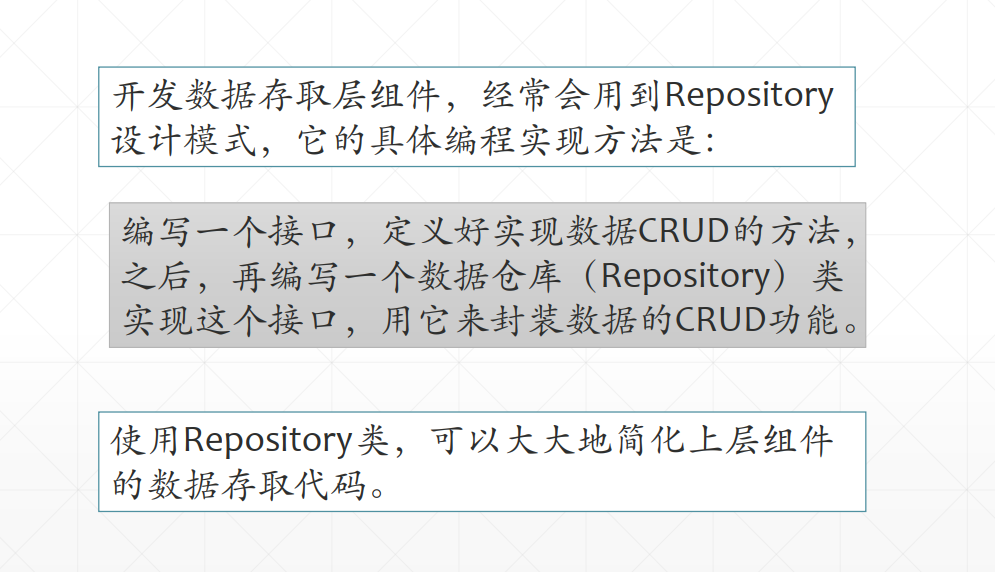 开发数据存取层组件，经常会用到Repository
设计模式，它的具体编程实现方法是：
编写一个接口，定义好实现数据CRUD的方法，
之后，再编写一个数据仓库（Repository）类
实现这个接口，用它来封装数据的CRUD功能。
使用Repository类，可以大大地简化上层组件
的数据存取代码。